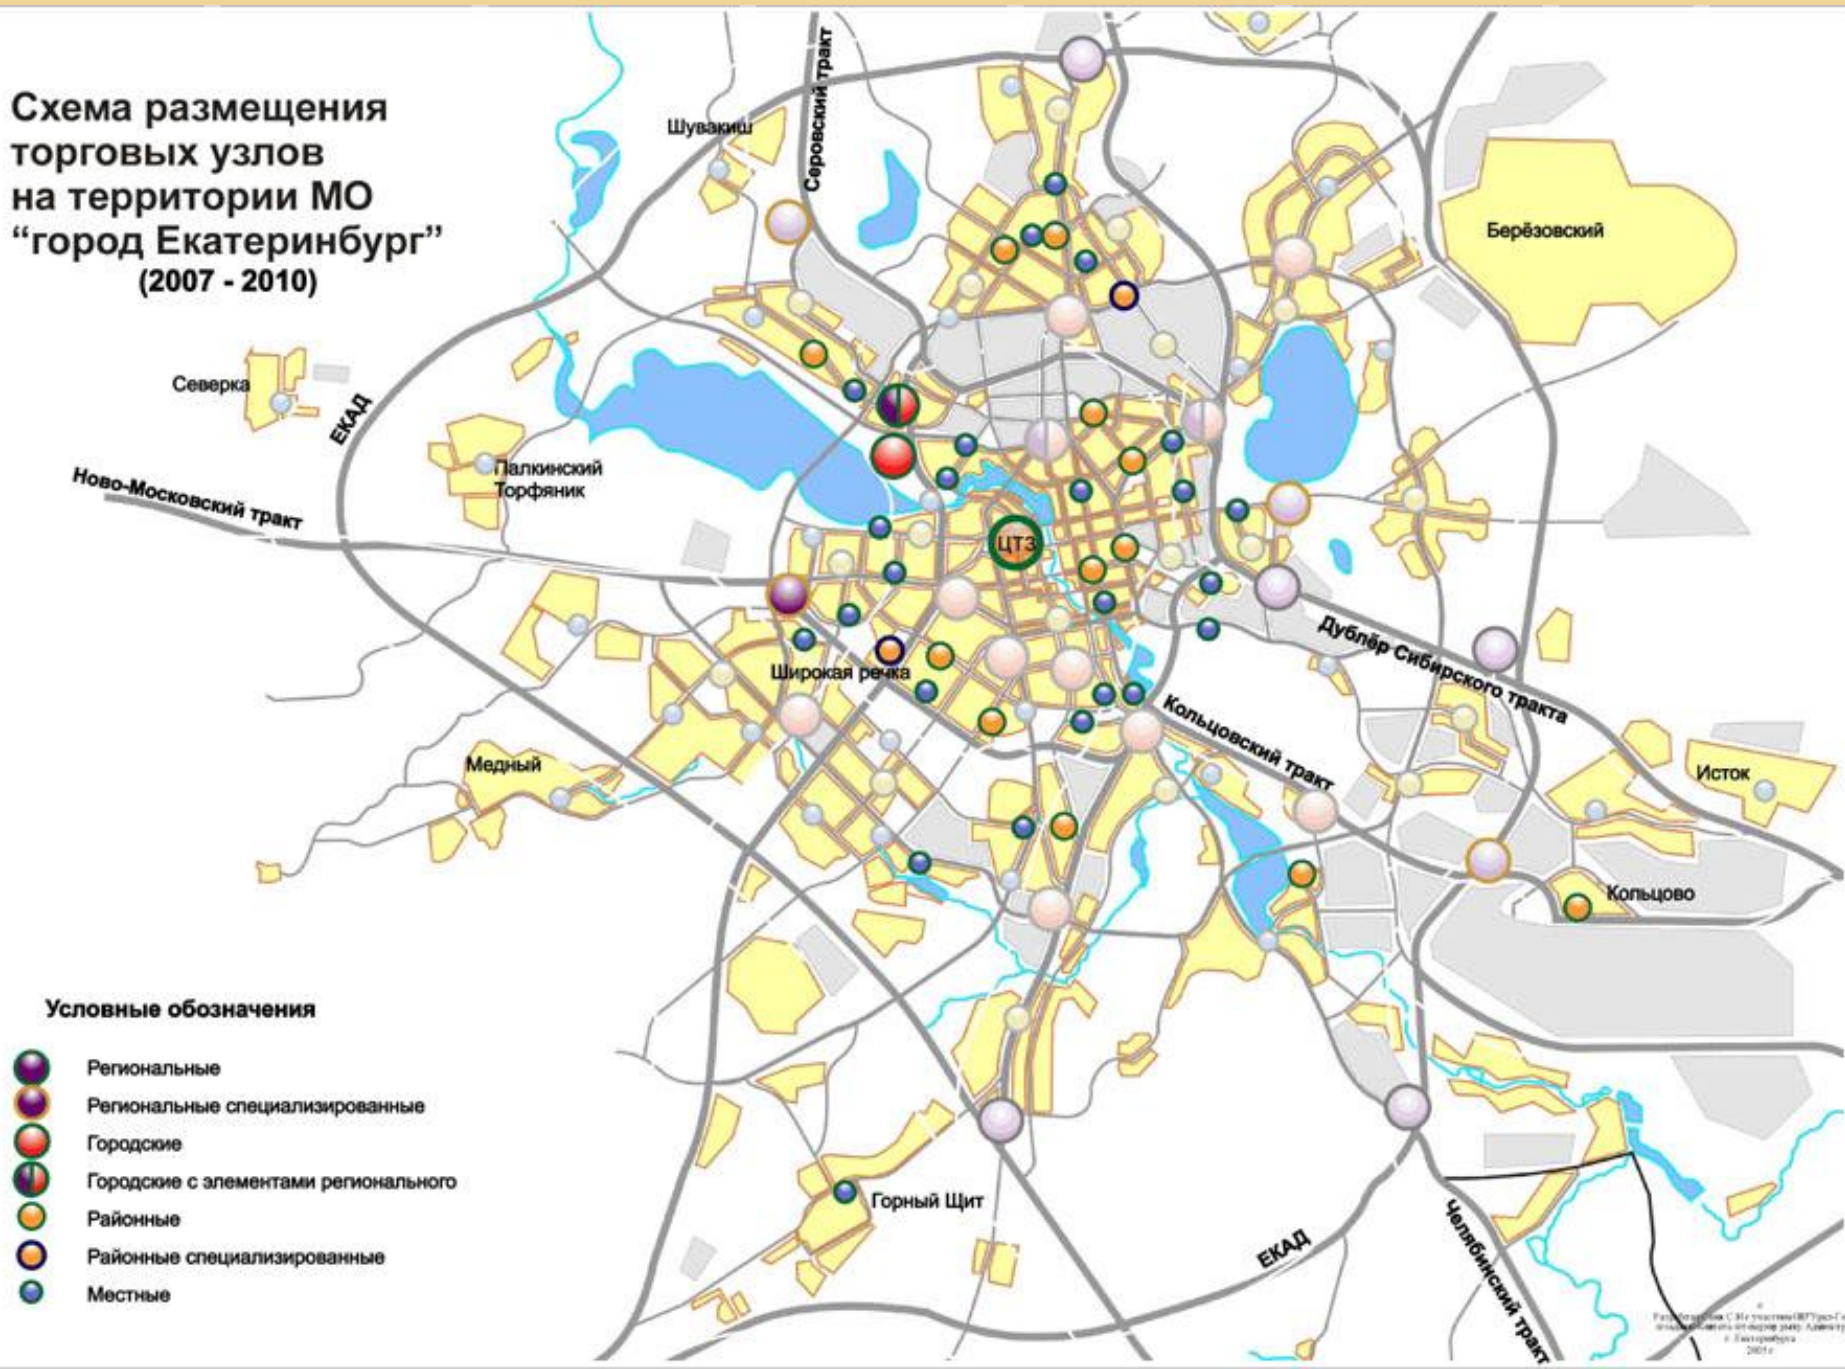 Схема размещения
торговых узлов
на территории МО
“город Екатеринбург”
(2007 - 2010)
Шувакиш
Серовский тракт
Берёзовский
Северка
ЕКАД
Палкинский
Торфяник
Ново-Московский тракт
ЦТЗ
Дублёр Сибирского тракта
Широкая речка
Кольцовский тракт
Медный
Исток
Кольцово
Горный Щит
ЕКАД
Челябинский тракт
Условные обозначения
Региональные
Региональные специализированные
Городские
Городские с элементами регионального
Районные
Районные специализированные
Местные